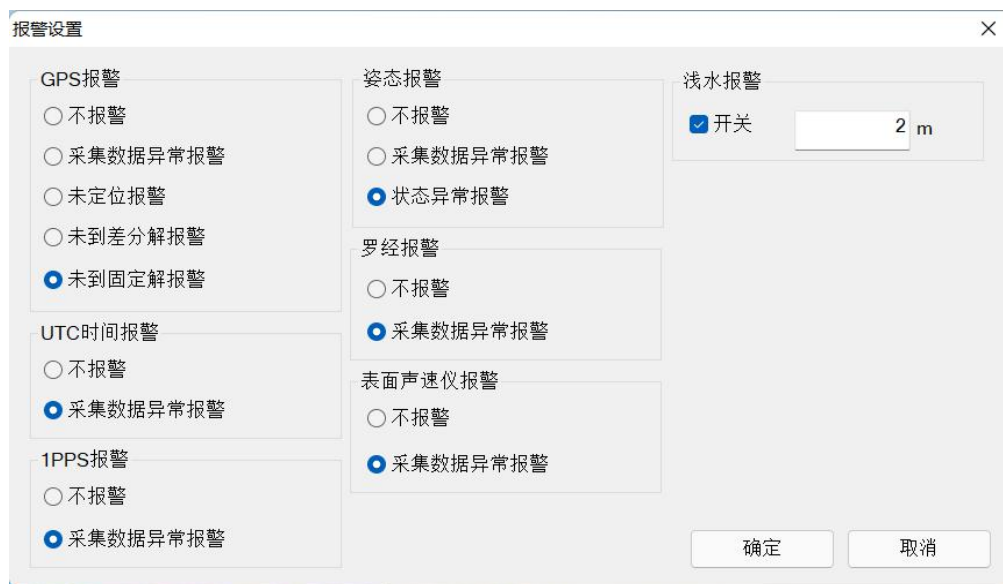 报警设置
GPS报警
不报警
采集数据异常报警
未定位报警
未到差分解报警
未到固定解报警
UTC时间报警
不报警
采集数据异常报警
1PPS报警
不报警
采集数据异常报警
姿态报警
不报警
采集数据异常报警
状态异常报警
罗经报警
不报警
采集数据异常报警
表面声速仪报警
不报警
采集数据异常报警
浅水报警
开关 2 m
确定 取消